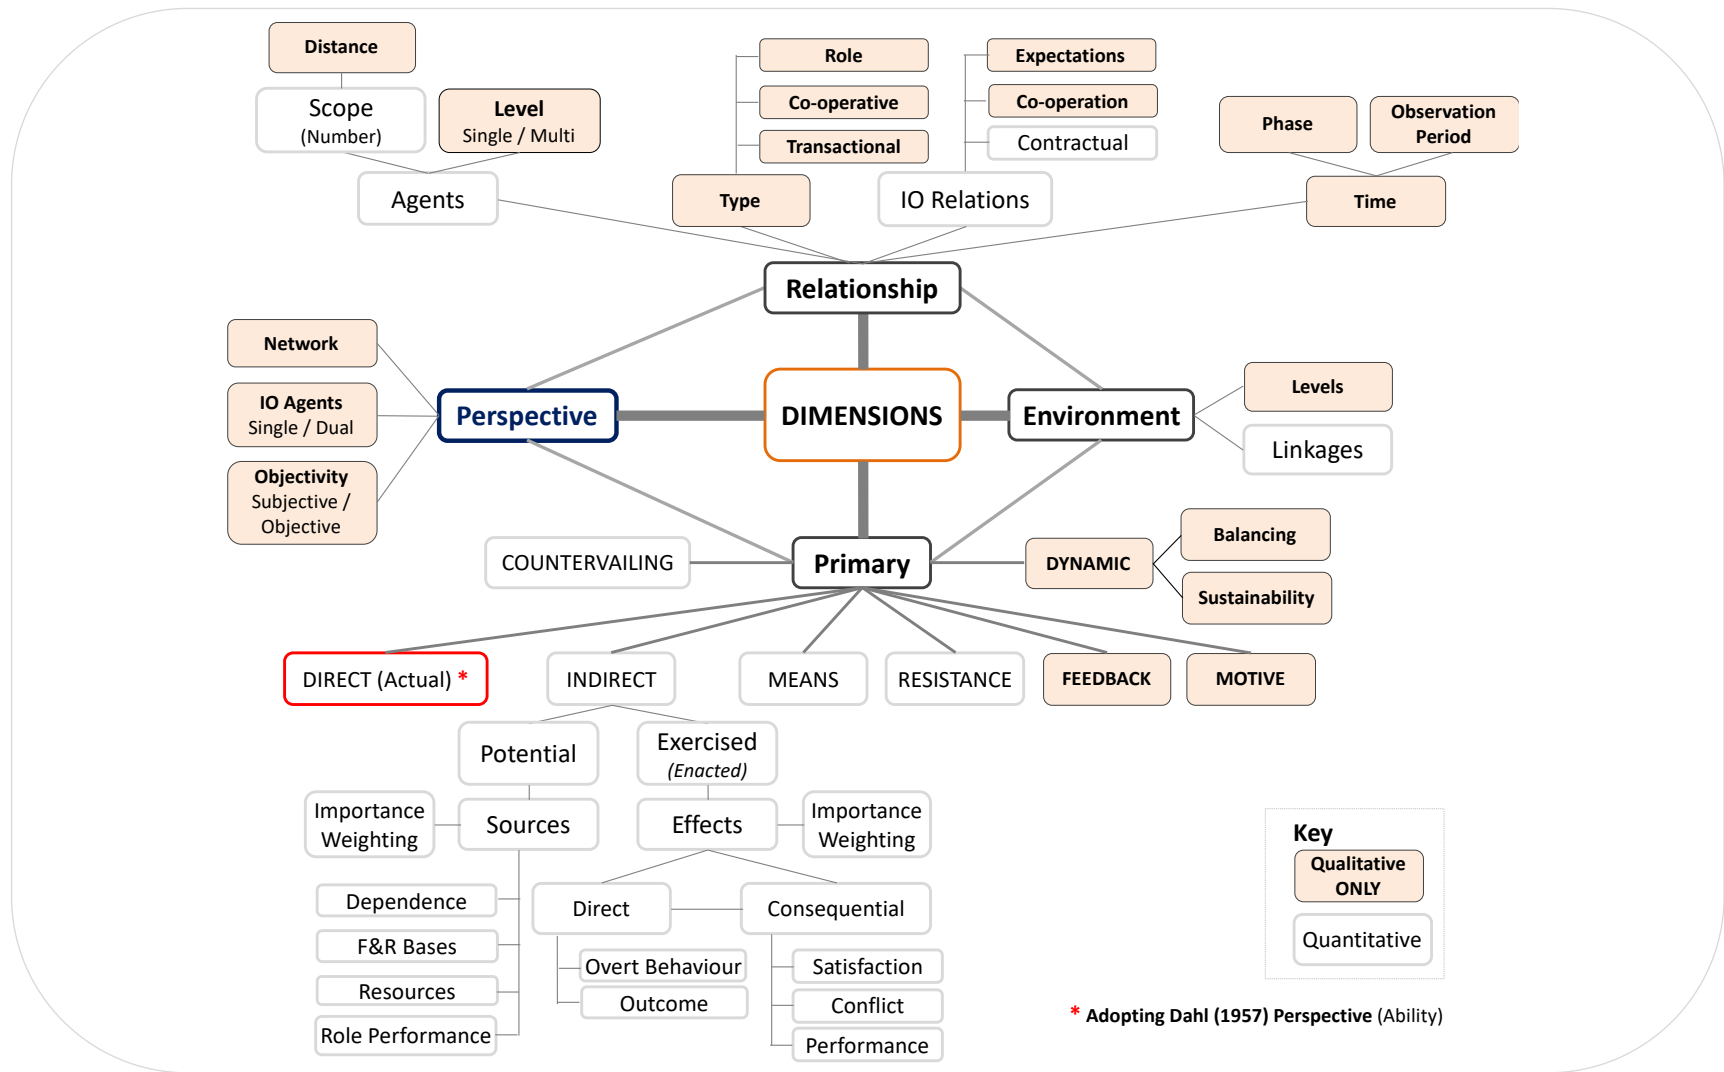 Distance
Scope
(Number)
Level
Single / Multi
Agents
Role
Co-operative
Transactional
Type
Expectations
Co-operation
Contractual
IO Relations
Phase
Observation
Period
Time
Relationship
Network
IO Agents
Single / Dual
Objectivity
Subjective /
Objective
Perspective
DIMENSIONS
Environment
Levels
Linkages
COUNTERVAILING
Primary
DYNAMIC
Balancing
Sustainability
DIRECT (Actual) *
INDIRECT
MEANS
RESISTANCE
FEEDBACK
MOTIVE
Potential
Exercised
(Enacted)
Importance
Weighting
Sources
Effects
Importance
Weighting
Dependence
F&R Bases
Resources
Role Performance
Direct
Consequential
Overt Behaviour
Outcome
Satisfaction
Conflict
Performance
Key
Qualitative
ONLY
Quantitative
* Adopting Dahl (1957) Perspective (Ability)